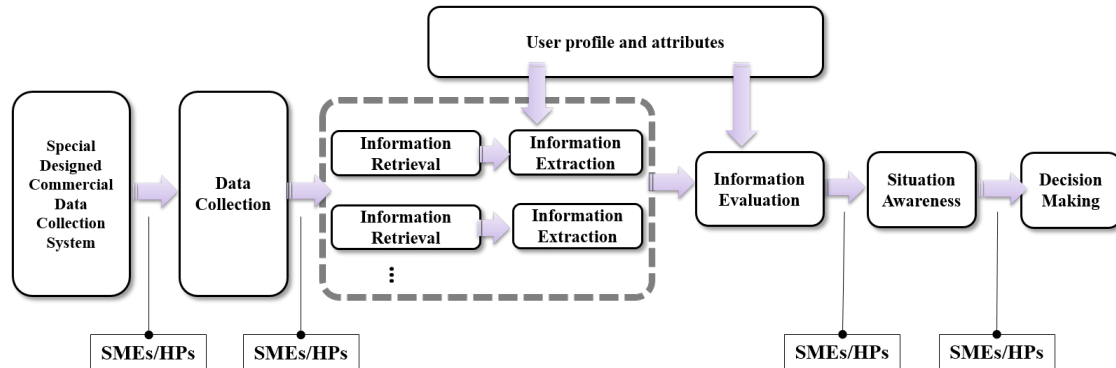 User profile and attributes
Special
Designed
Commercial
Data
Collection
System
Data
Collection
Information
Retrieval
Information
Extraction
Information
Retrieval
Information
Extraction
...
Information
Evaluation
Situation
Awareness
Decision
Making
SMEs/HPs
SMEs/HPs
SMEs/HPs
SMEs/HPs